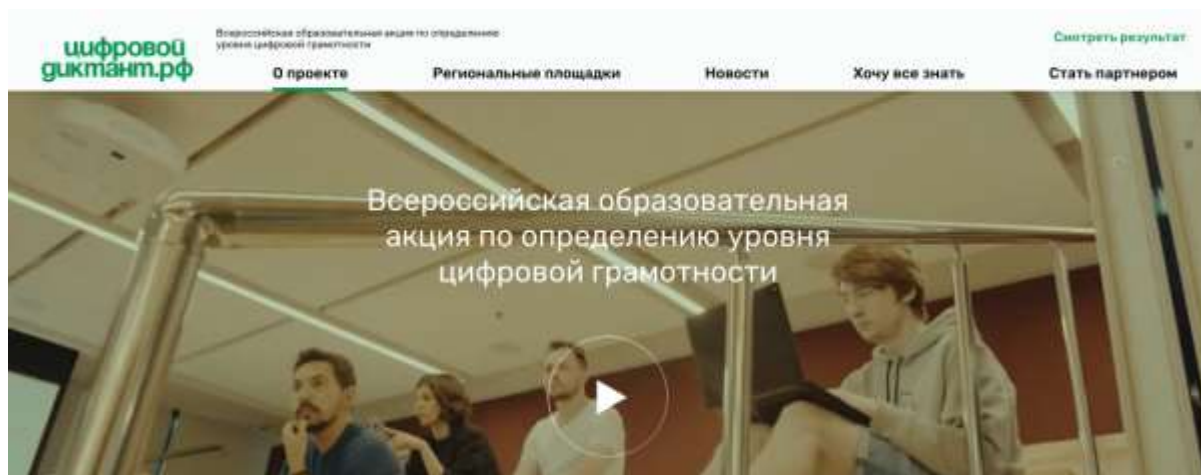 цифровой
диктант.рф
Всероссийская образовательная акция по определению
уровня цифровой грамотности
Смотреть результат
О проекте Региональные площадки Новости Хочу все знать Стать партнером
Всероссийская образовательная
акция по определению уровня
цифровой грамотности